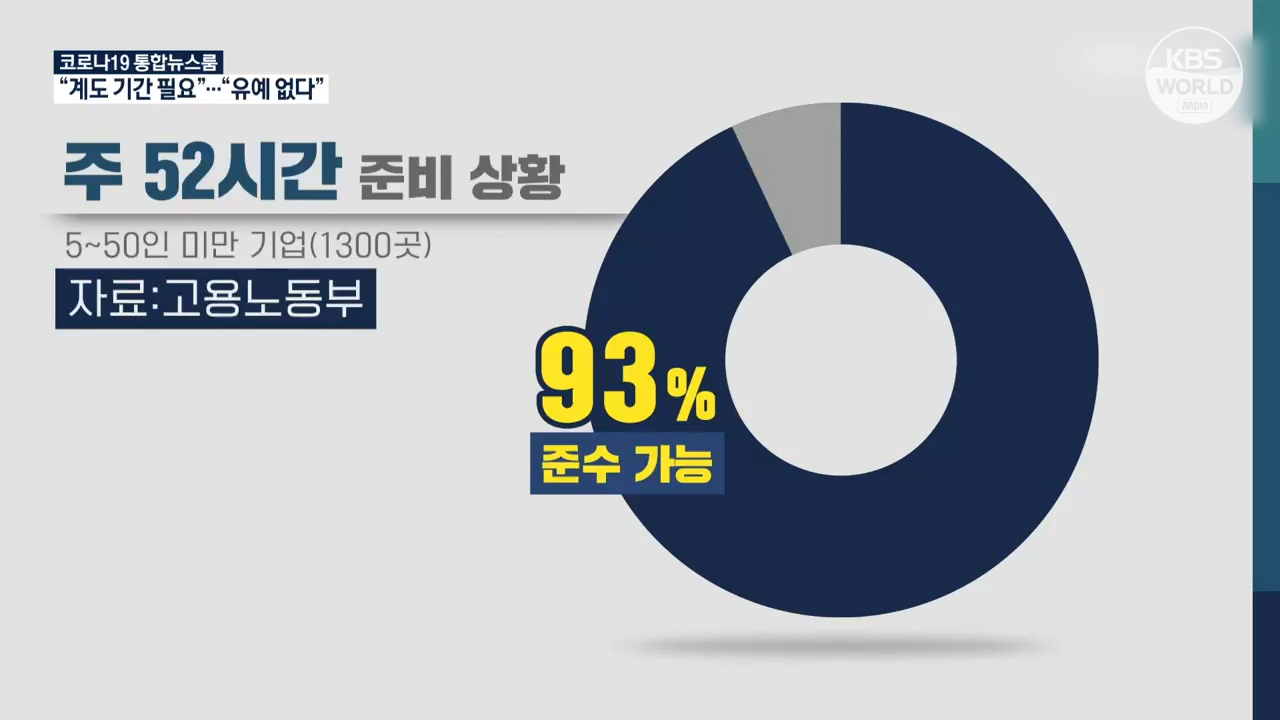 코로나19 통합뉴스룸
“계도 기간 필요”…“유예 없다”
주 52시간 준비 상황
5~50인 미만 기업(1300곳)
자료:고용노동부
93%
준수 가능
KBS
WORLD
RADIO